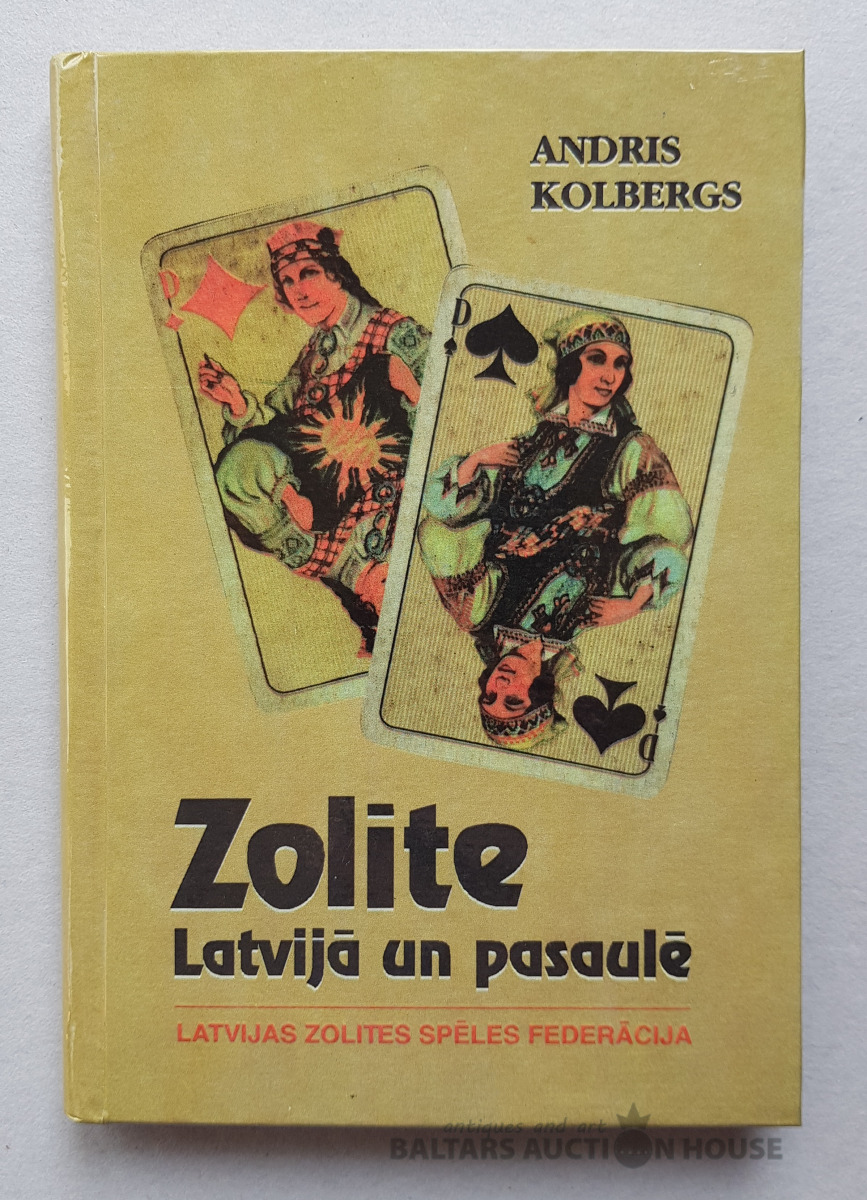 ANDRIS
KOLBERGS
D
D
D
Zolite
Latvijā un pasaulē
LATVIJAS ZOLITES SPĒLES FEDERĀCIJA
antiques and art
BALTARS AUCTION HOUSE